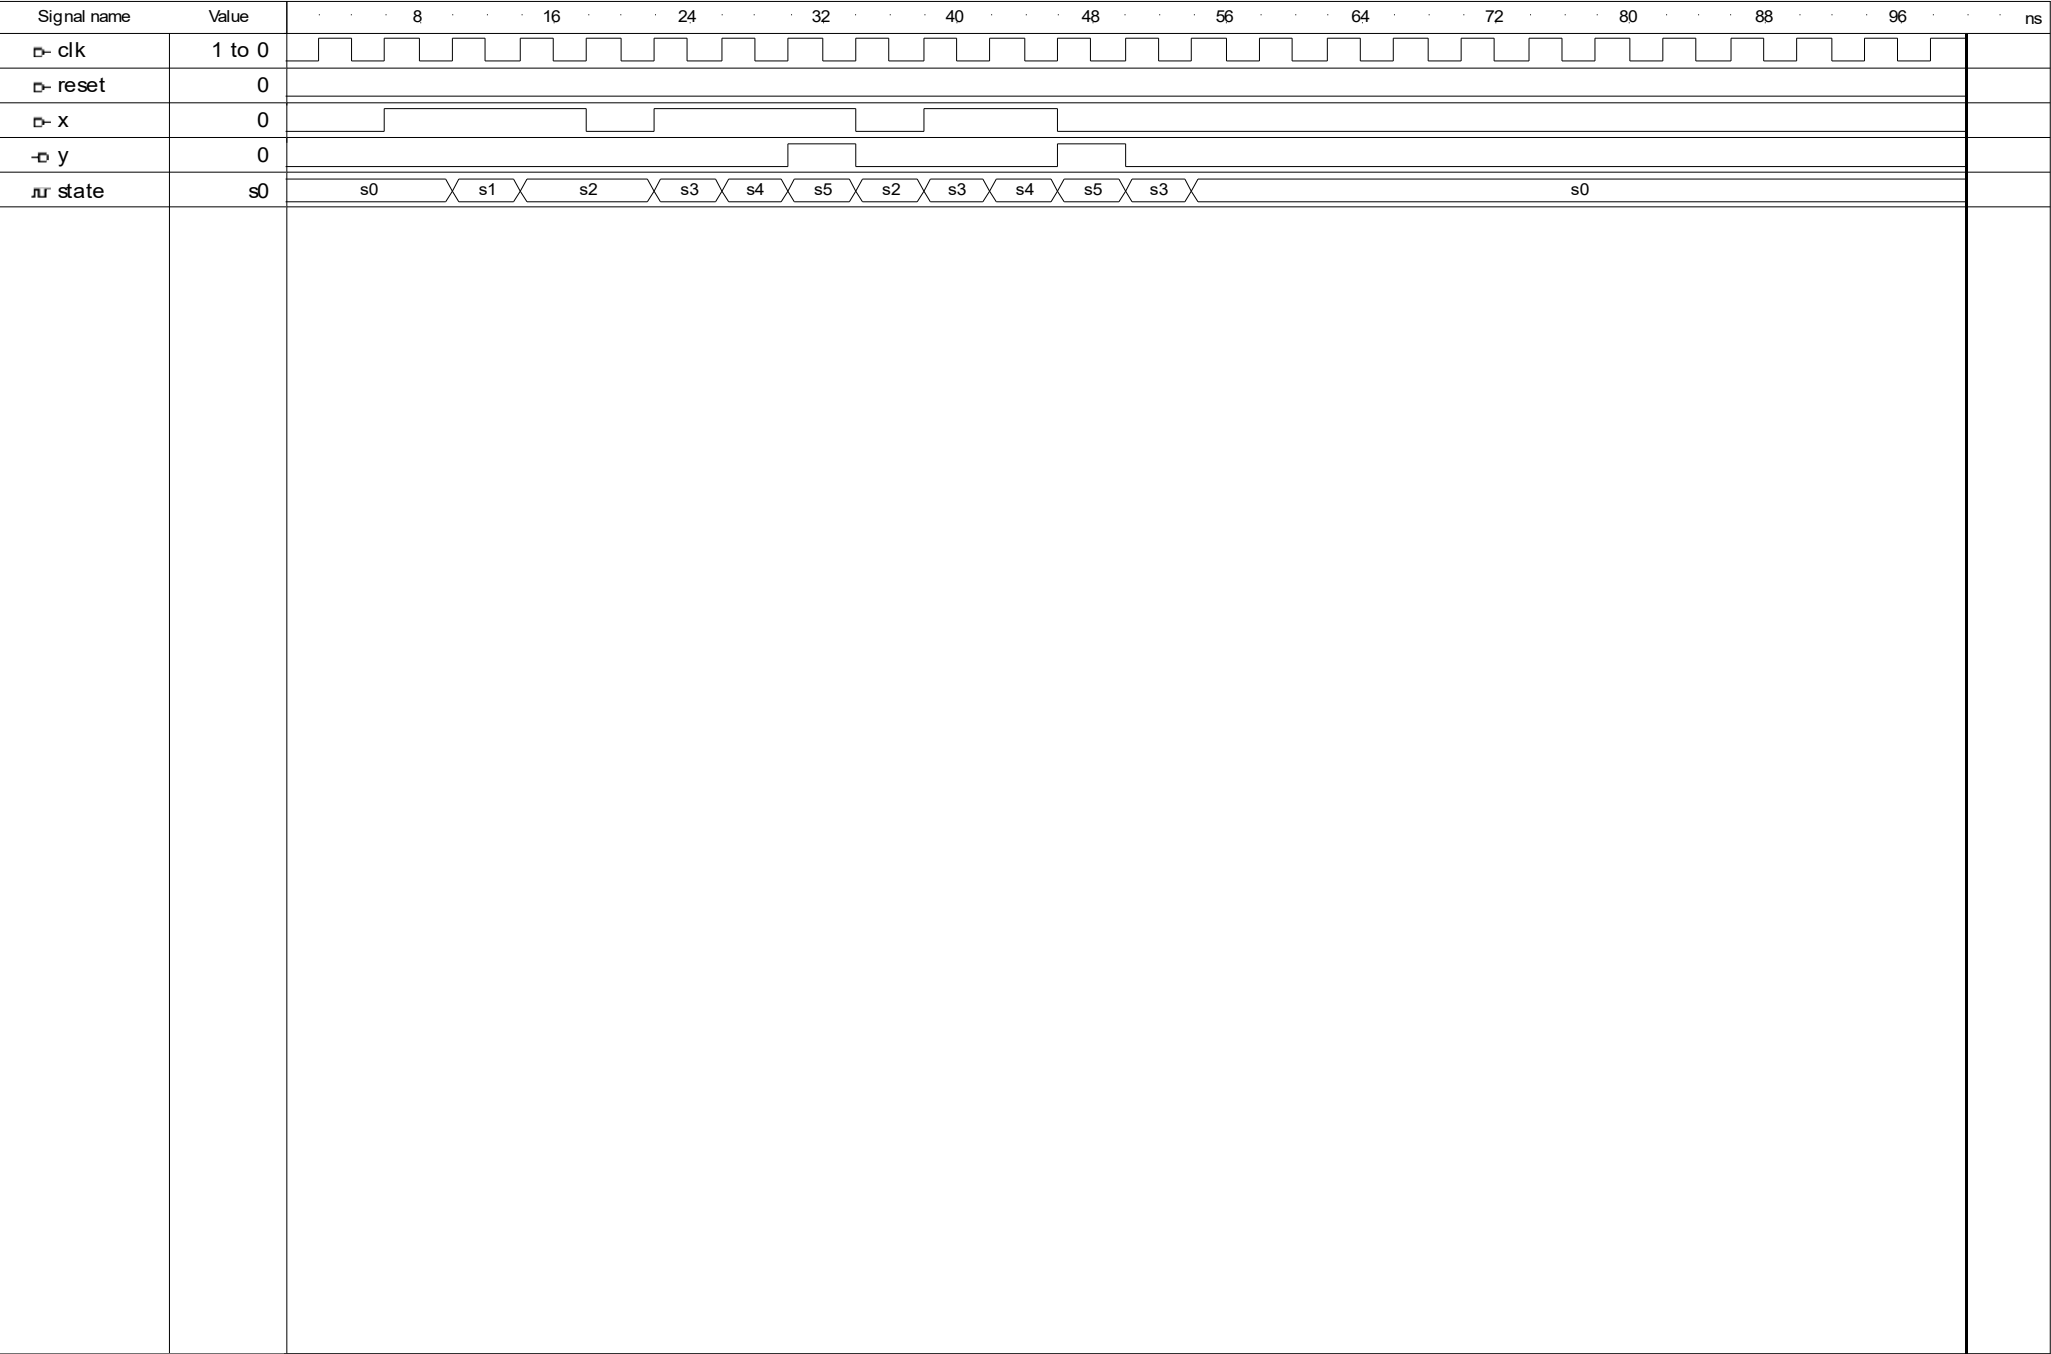 Signal name Value 8 16 24 32 40 48 56 64 72 80 88 96 ns
clk 1 to 0
reset 0
x 0
y 0
state s0 s0 s1 s2 s3 s4 s5 s2 s3 s4 s5 s3 s0